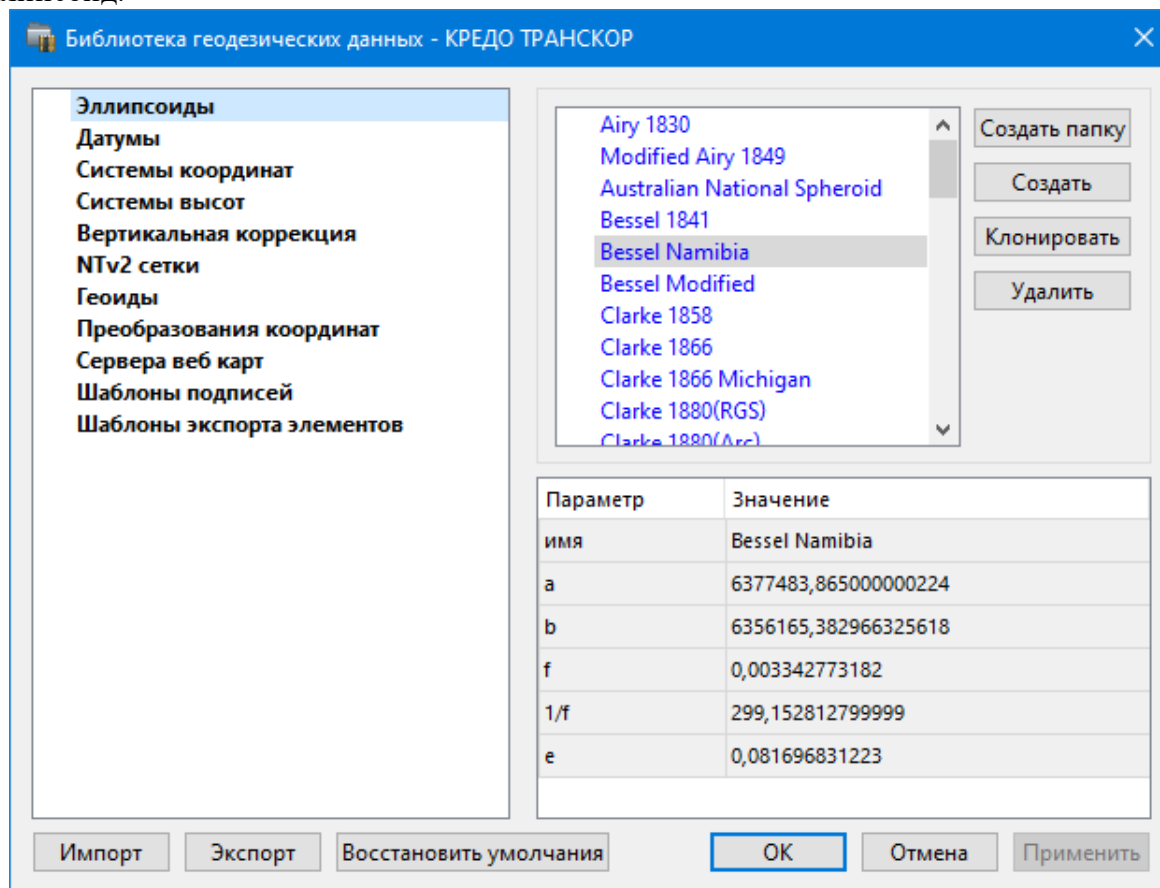 Библиотека геодезических данных - КРЕДО ТРАНСКОР
Эллипсоиды
Датумы
Системы координат
Системы высот
Вертикальная коррекция
NTv2 сетки
Геоиды
Преобразования координат
Сервера веб карт
Шаблоны подписей
Шаблоны экспорта элементов
Airy 1830
Modified Airy 1849
Australian National Spheroid
Bessel 1841
Bessel Namibia
Bessel Modified
Clarke 1858
Clarke 1866
Clarke 1866 Michigan
Clarke 1880(RGS)
Clarke 1880(Arc)
Создать папку
Создать
Клонировать
Удалить
Параметр Значение
имя Bessel Namibia
a 6377483,865000000224
b 6356165,382966325618
f 0,003342773182
1/f 299,152812799999
e 0,081696831223
Импорт Экспорт Восстановить умолчания OK Отмена Применить